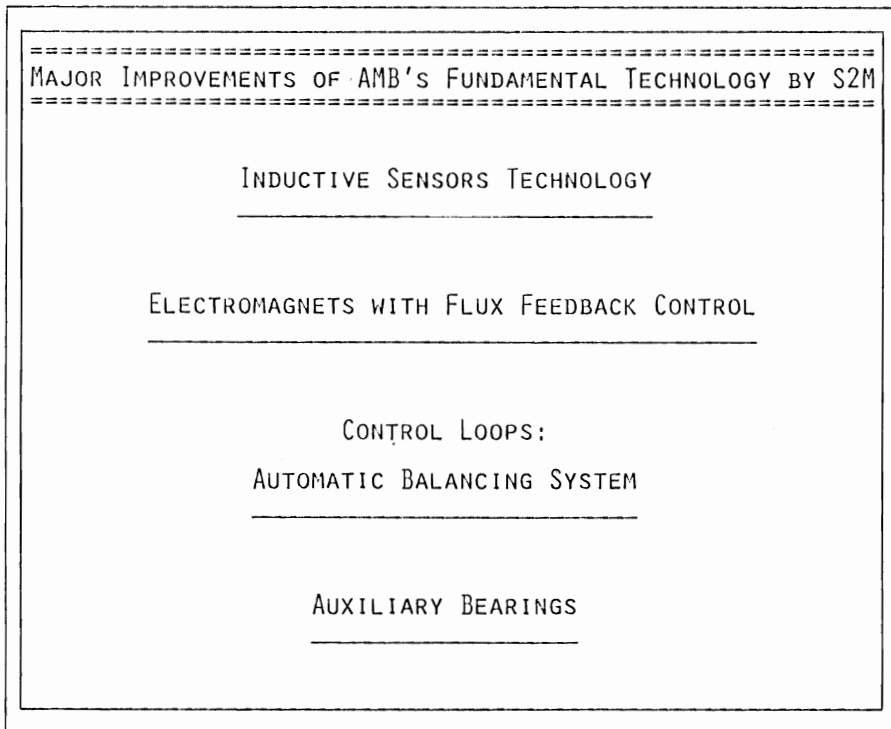 MAJOR IMPROVEMENTS OF AMB'S FUNDAMENTAL TECHNOLOGY BY S2M
INDUCTIVE SENSORS TECHNOLOGY
ELECTROMAGNETS WITH FLUX FEEDBACK CONTROL
CONTROL LOOPS:
AUTOMATIC BALANCING SYSTEM
AUXILIARY BEARINGS